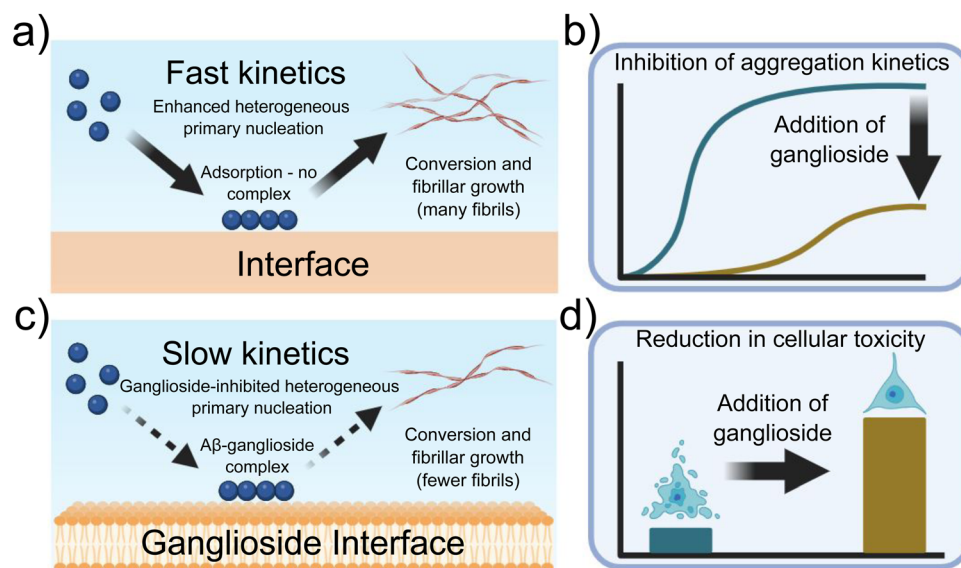 a)
Fast kinetics
Enhanced heterogeneous
primary nucleation
Adsorption - no
complex
Conversion and
fibrillar growth
(many fibrils)
Interface
b)
Inhibition of aggregation kinetics
Addition of
ganglioside
c)
Slow kinetics
Ganglioside-inhibited heterogeneous
primary nucleation
Aβ-ganglioside
complex
Conversion and
fibrillar growth
(fewer fibrils)
Ganglioside Interface
d)
Reduction in cellular toxicity
Addition of
ganglioside